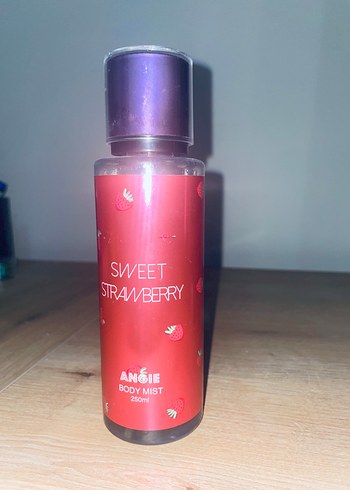 SWEET
STRAWBERRY
ANGIE
BODY MIST
250ml